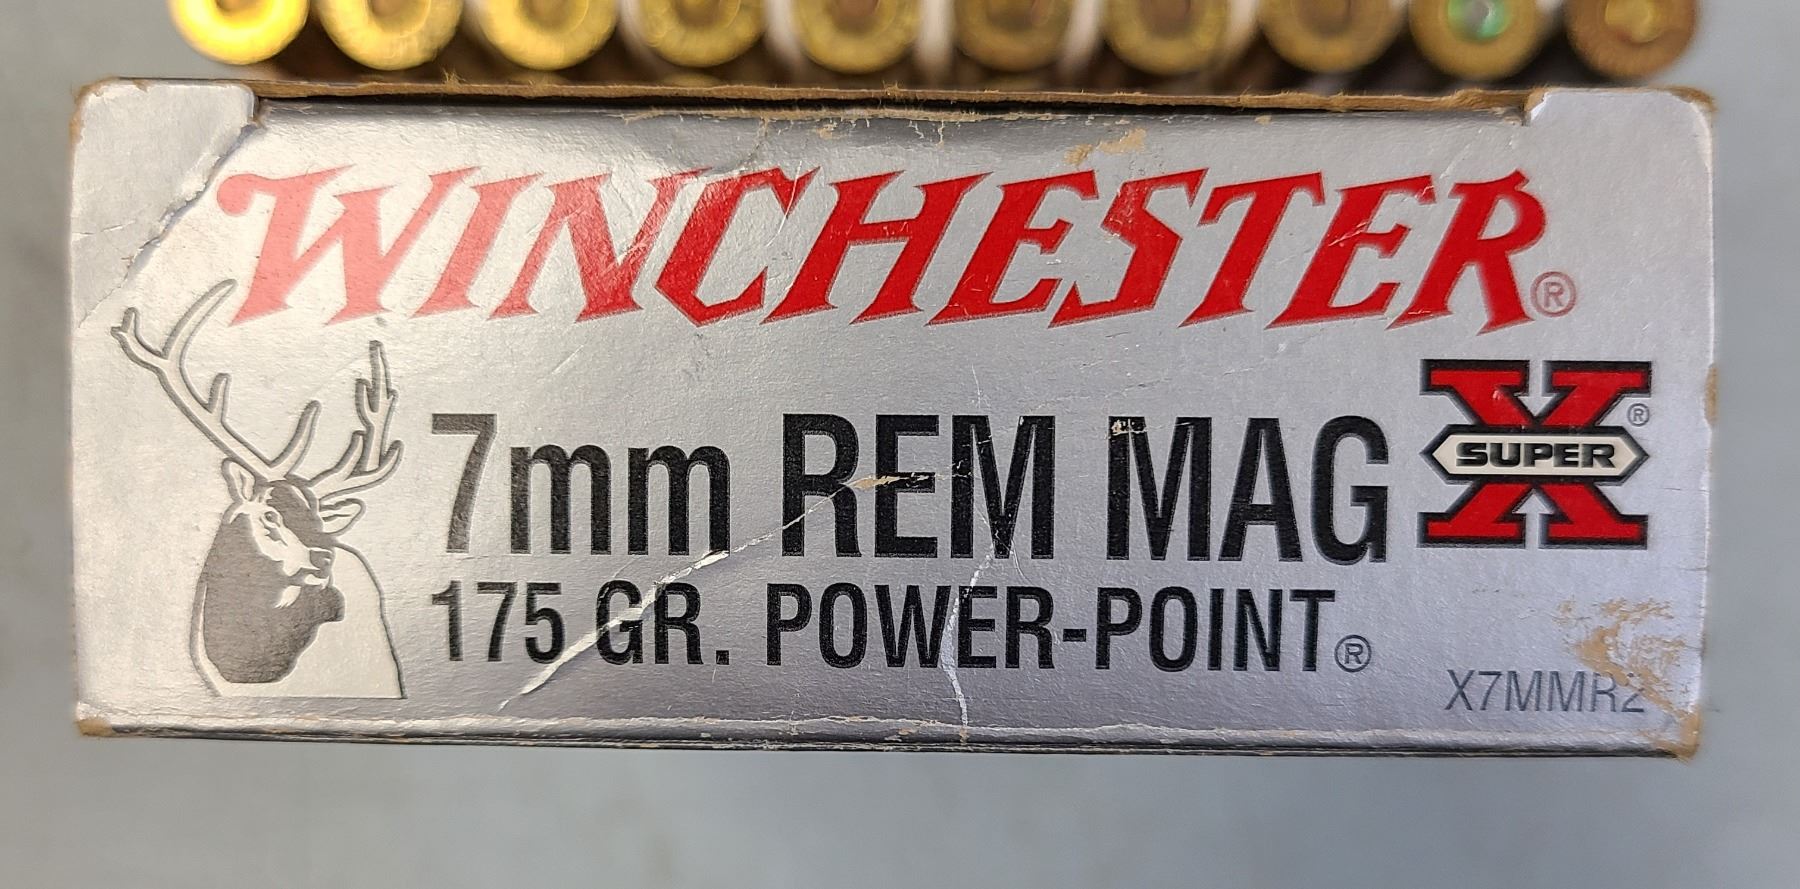 WINCHESTER®
7mm REM MAG
X SUPER®
175 GR. POWER-POINT®
X7MMR2